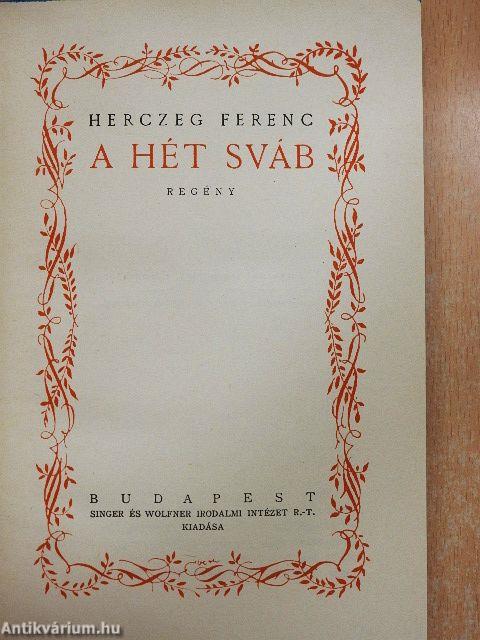 HERCZEG FERENC
A HÉT SVÁB
REGÉNY
BUDAPEST
SINGER ÉS WOLFNER IRODALMI INTÉZET R.-T.
KIADÁSA
Antikvárium.hu